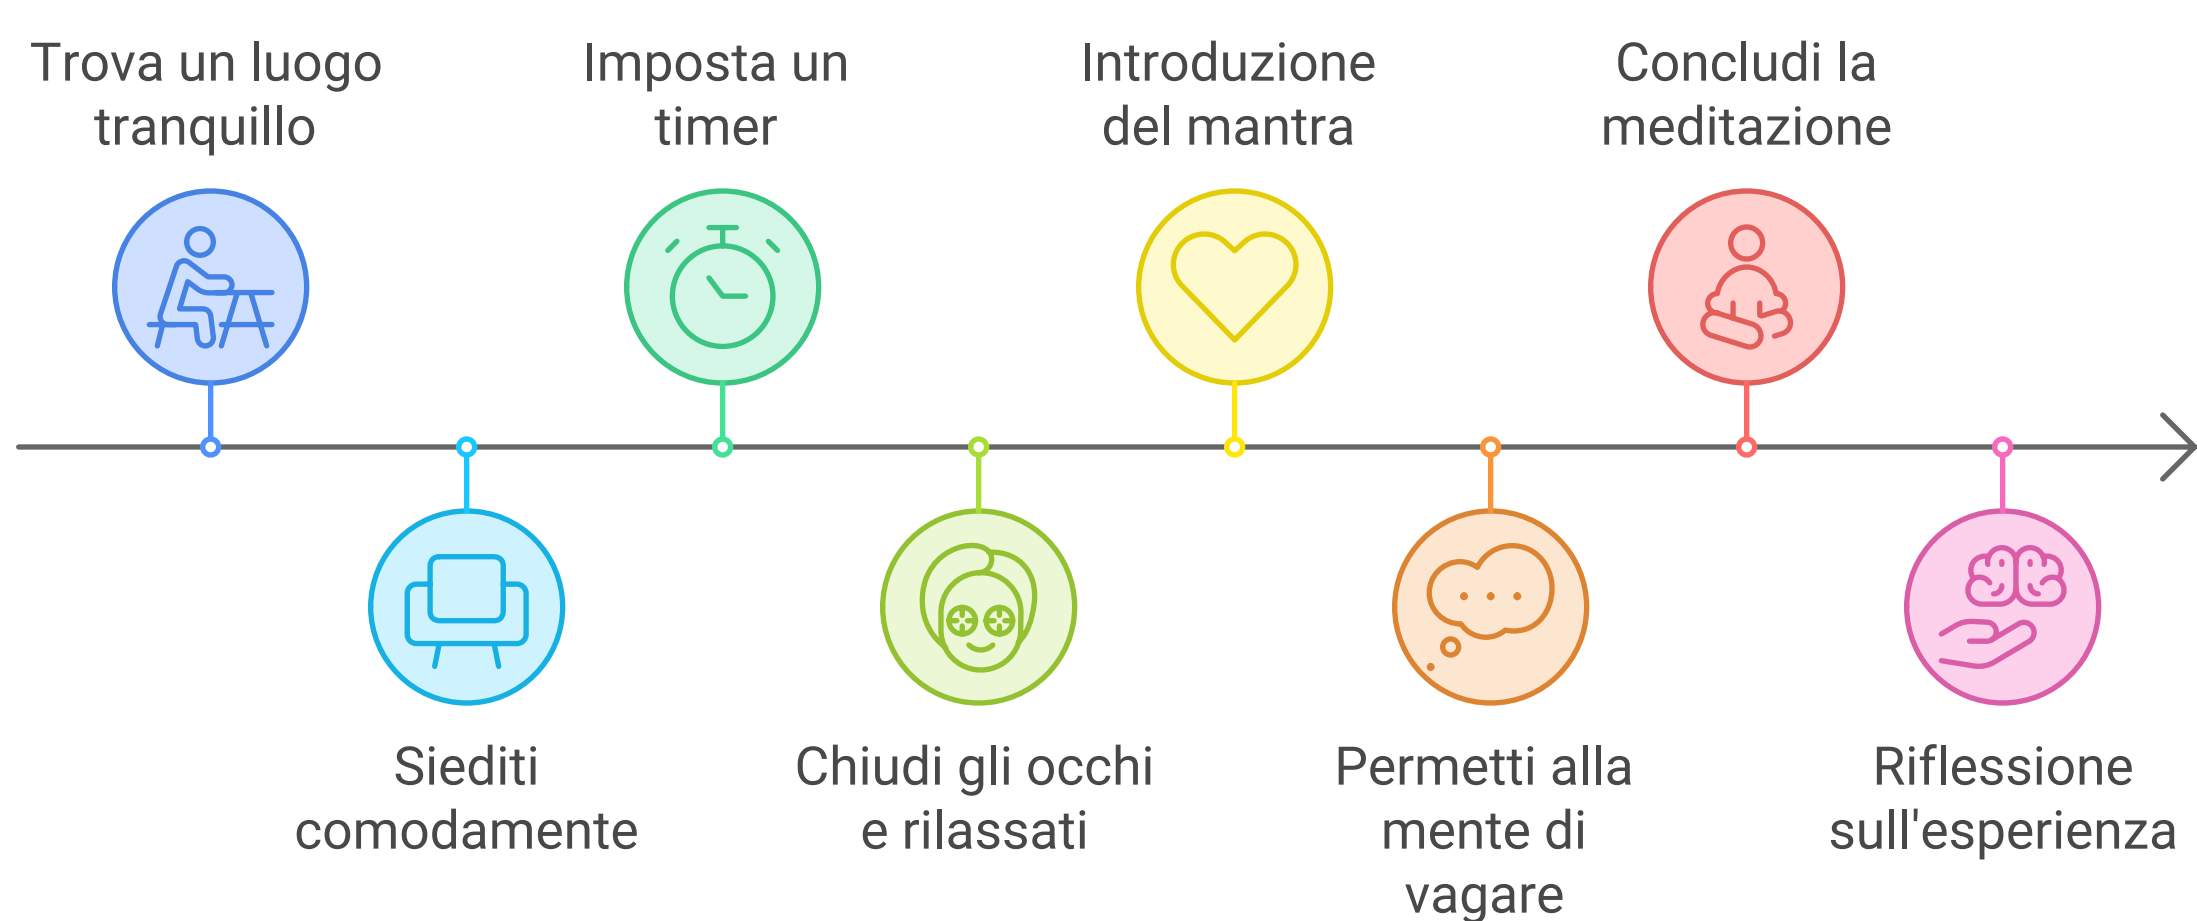 Trova un luogo
tranquillo
Siediti
comodamente
Imposta un
timer
Chiudi gli occhi
e rilassati
Introduzione
del mantra
Permetti alla
mente di
vagare
Concludi la
meditazione
Riflessione
sull'esperienza